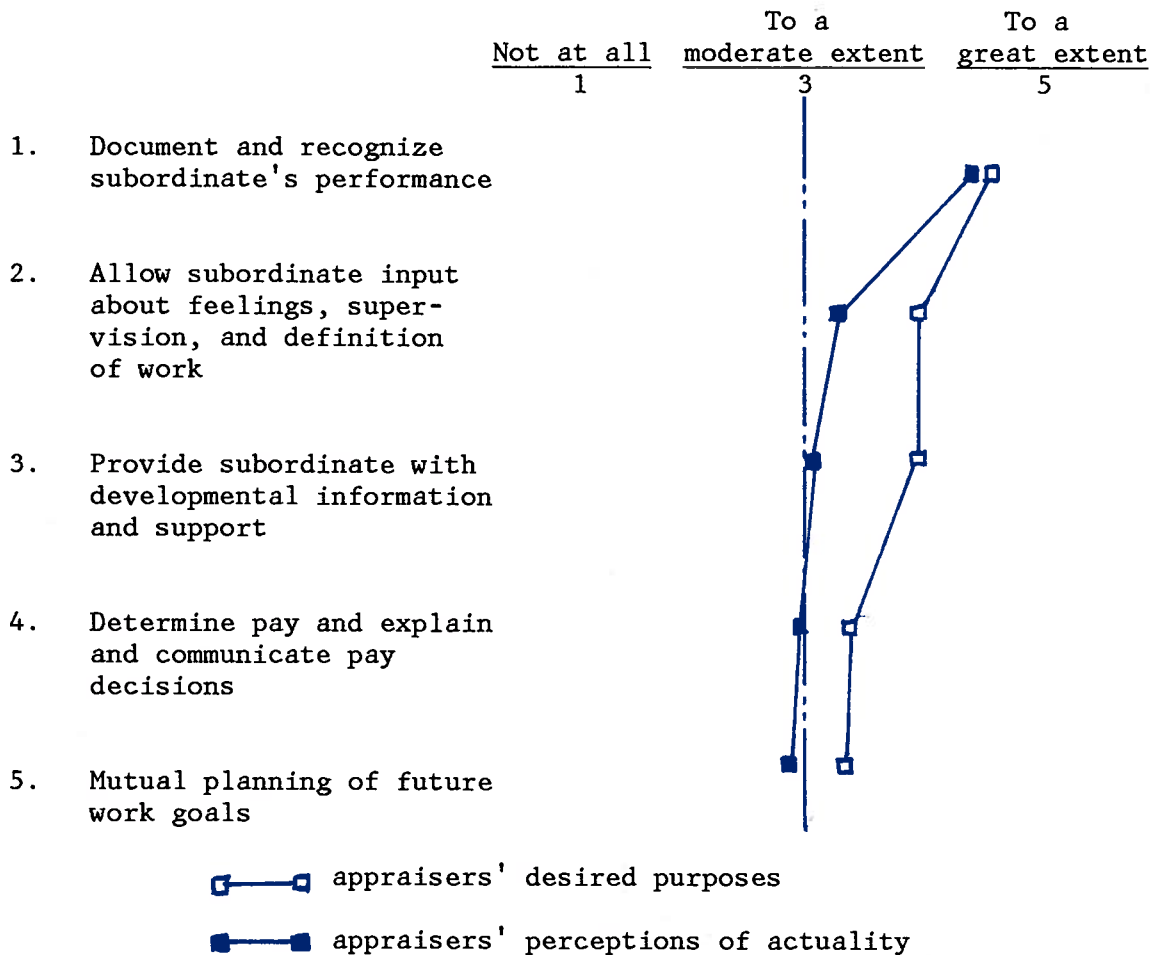 To a To a
Not at all moderate extent great extent
1 3 5
1. Document and recognize
subordinate's performance
2. Allow subordinate input
about feelings, super-
vision, and definition
of work
3. Provide subordinate with
developmental information
and support
4. Determine pay and explain
and communicate pay
decisions
5. Mutual planning of future
work goals
appraisers' desired purposes
appraisers' perceptions of actuality